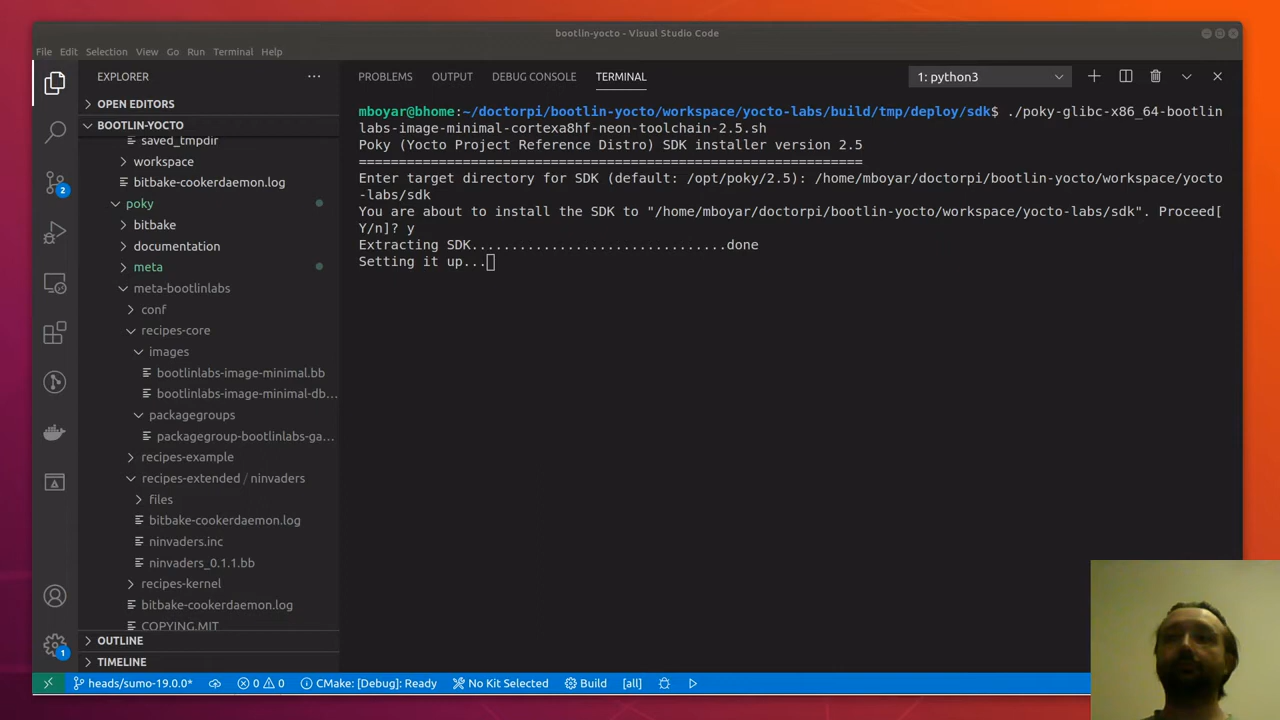 bootlin-yocto - Visual Studio Code
File Edit Selection View Go Run Terminal Help
EXPLORER
OPEN EDITORS
BOOTLIN-YOCTO
saved_tmpdir
workspace
bitbake-cookerdaemon.log
poky
bitbake
documentation
meta
meta-bootlinlabs
conf
recipes-core
images
bootlinlabs-image-minimal.bb
bootlinlabs-image-minimal-db...
packagegroups
packagegroup-bootlinlabs-ga...
recipes-example
recipes-extended / ninvaders
files
bitbake-cookerdaemon.log
ninvaders.inc
ninvaders_0.1.1.bb
recipes-kernel
bitbake-cookerdaemon.log
COPYING.MIT
OUTLINE
TIMELINE
2
1
PROBLEMS OUTPUT DEBUG CONSOLE TERMINAL 1: python3
mboyar@bhome:~/doctorpi/bootlin-yocto/workspace/yocto-labs/build/tmp/deploy/sdk$ ./poky-glibc-x86_64-bootlin
labs-image-minimal-cortexa8hf-neon-toolchain-2.5.sh
Poky (Yocto Project Reference Distro) SDK installer version 2.5
===============================================================
Enter target directory for SDK (default: /opt/poky/2.5): /home/mboyar/doctorpi/bootlin-yocto/workspace/yocto
-labs/sdk
You are about to install the SDK to "/home/mboyar/doctorpi/bootlin-yocto/workspace/yocto-labs/sdk". Proceed[
Y/n]? y
Extracting SDK................................done
Setting it up...
heads/sumo-19.0.0* 0 0 CMake: [Debug]: Ready No Kit Selected Build [all]